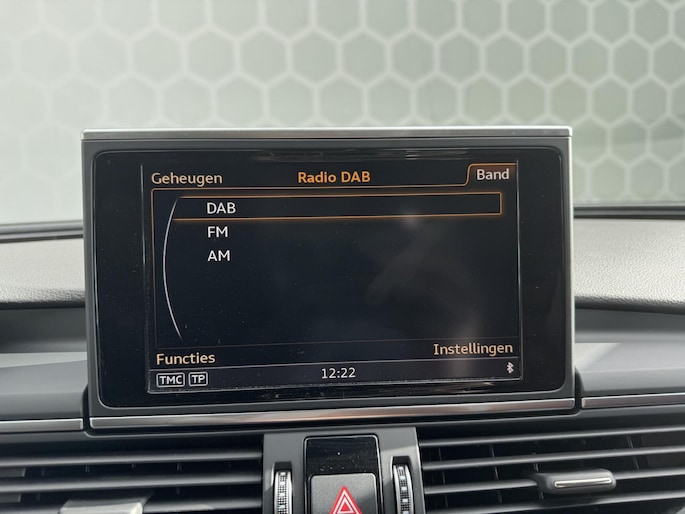 Geheugen Radio DAB Band
DAB
FM
AM
Functies Instellingen
TMC TP 12:22